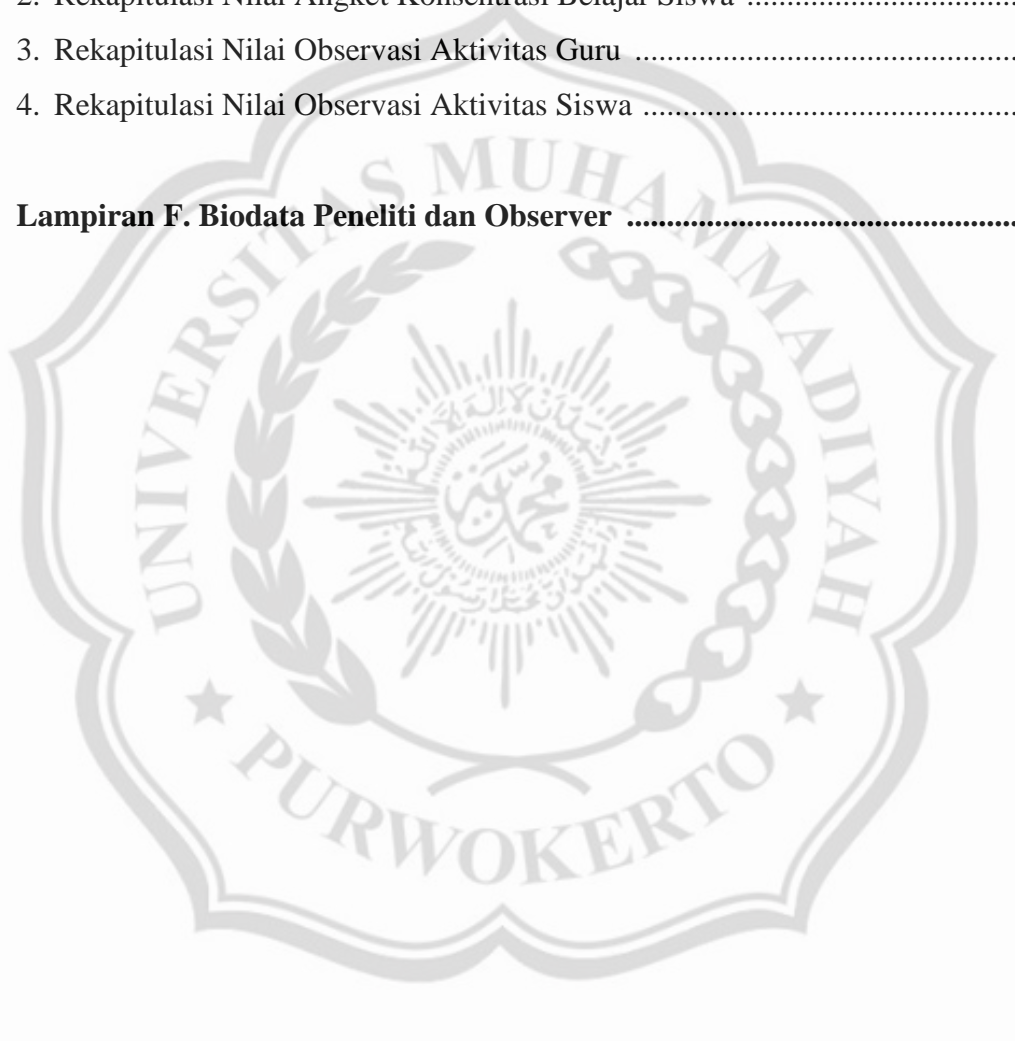 2. Rekapitulasi Nilai Angket Konsentrasi Belajar Siswa ..................................
3. Rekapitulasi Nilai Observasi Aktivitas Guru ................................................
4. Rekapitulasi Nilai Observasi Aktivitas Siswa ...............................................
Lampiran F. Biodata Peneliti dan Observer .................................................
UNIVERSITAS MUHAMMADIYAH
PURWOKERTO